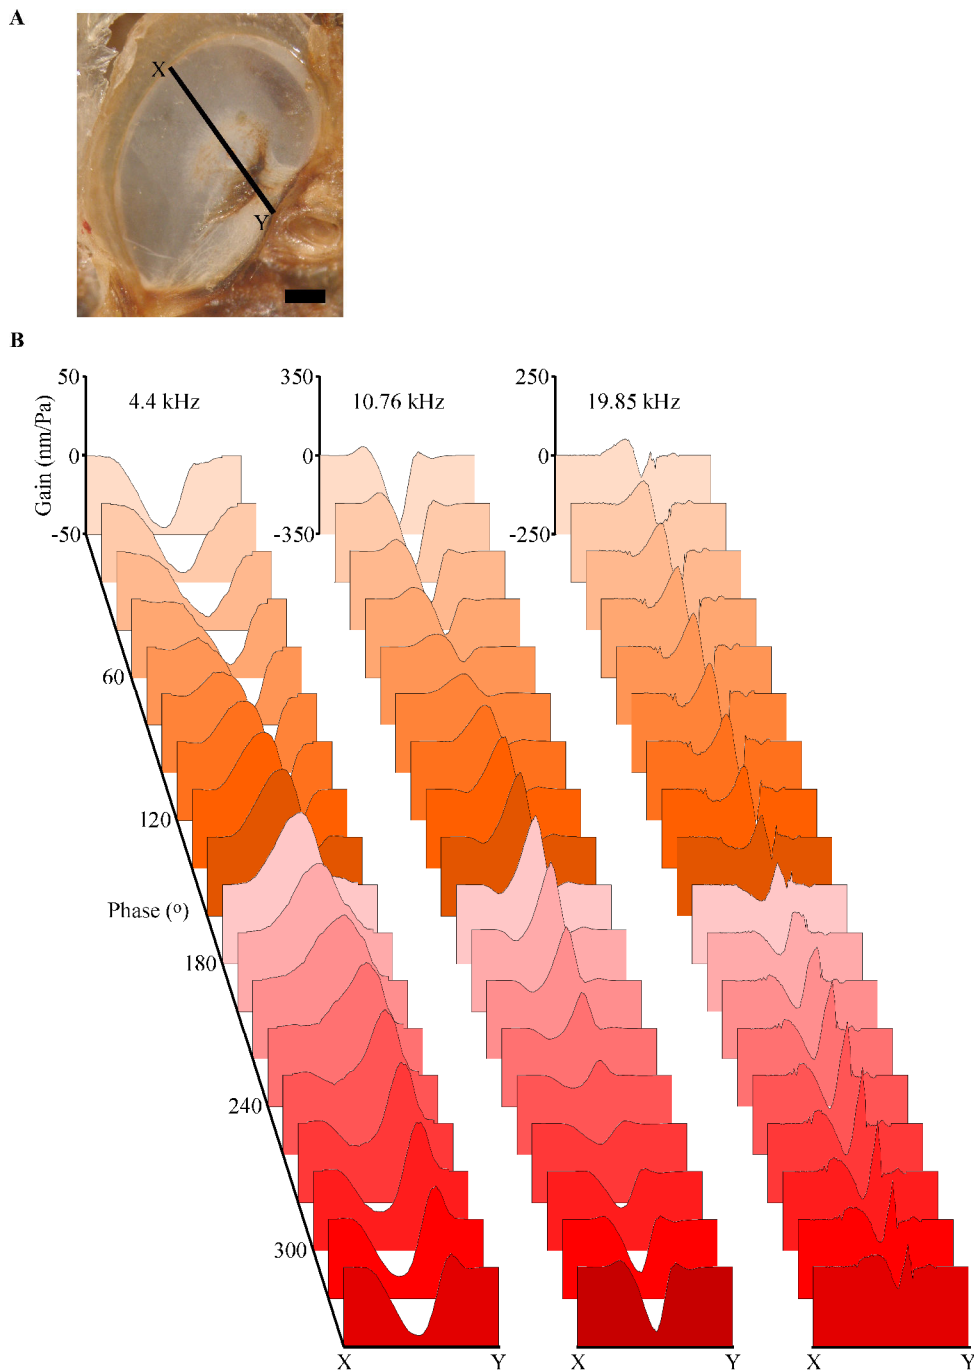 A
X
Y
B
50 350 250
4.4 kHz 10.76 kHz 19.85 kHz
Gain (nm/Pa)
0 0 0
-50 -350 -250
60
120
Phase (º)
180
240
300
X Y X Y X Y